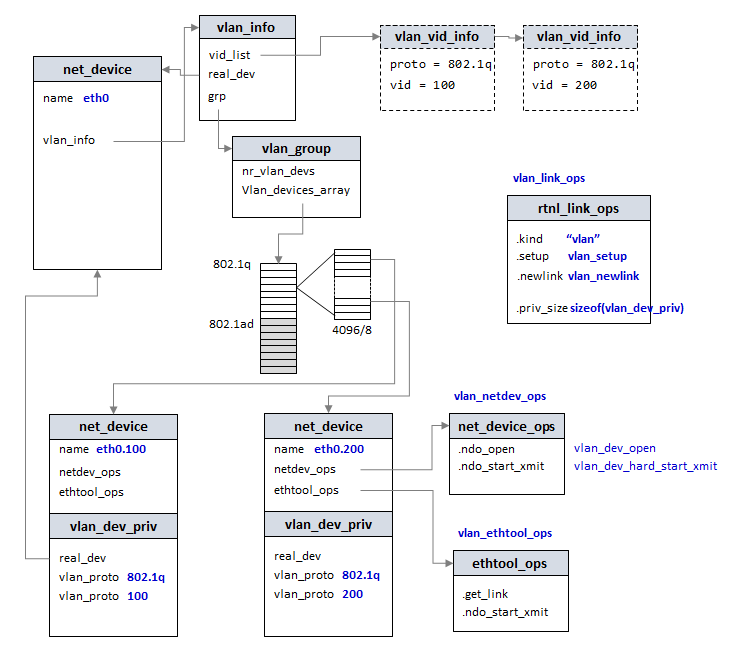 vlan_info
vid_list
real_dev
grp
vlan_vid_info
proto = 802.1q
vid = 100
vlan_vid_info
proto = 802.1q
vid = 200
net_device
name eth0
vlan_info
vlan_group
nr_vlan_devs
Vlan_devices_array
vlan_link_ops
rtnl_link_ops
.kind “vlan”
.setup vlan_setup
.newlink vlan_newlink
.priv_size sizeof(vlan_dev_priv)
802.1q
802.1ad
4096/8
net_device
name eth0.100
netdev_ops
ethtool_ops
vlan_dev_priv
real_dev
vlan_proto 802.1q
vlan_proto 100
net_device
name eth0.200
netdev_ops
ethtool_ops
vlan_dev_priv
real_dev
vlan_proto 802.1q
vlan_proto 200
vlan_netdev_ops
net_device_ops
.ndo_open vlan_dev_open
.ndo_start_xmit vlan_dev_hard_start_xmit
vlan_ethtool_ops
ethtool_ops
.get_link
.ndo_start_xmit